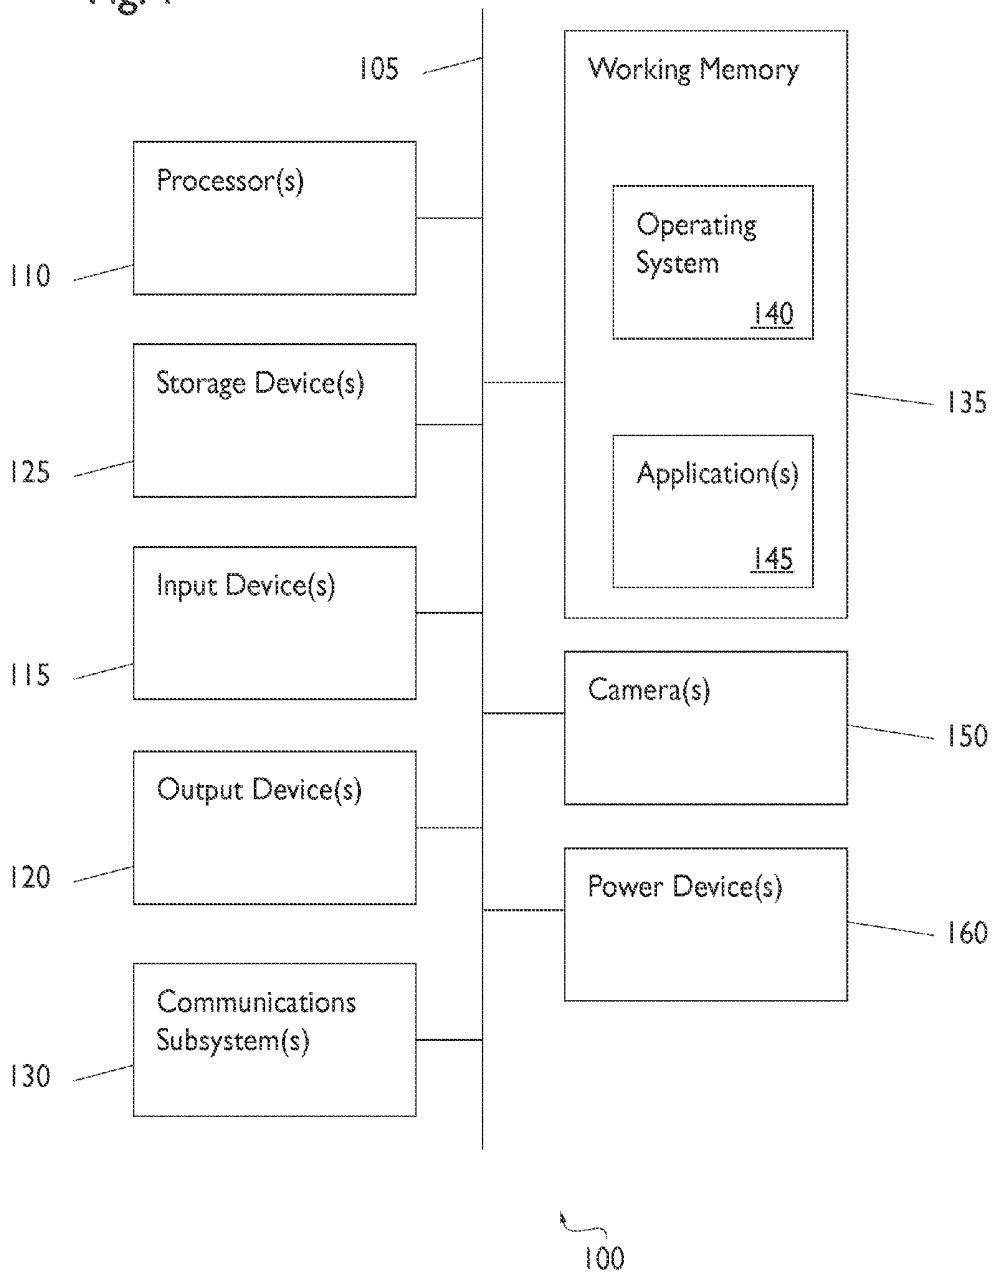 105
Working Memory
Processor(s)
110
Operating
System
140
Storage Device(s)
125
135
Application(s)
145
Input Device(s)
115
Camera(s)
150
Output Device(s)
120
Power Device(s)
160
Communications
Subsystem(s)
130
100